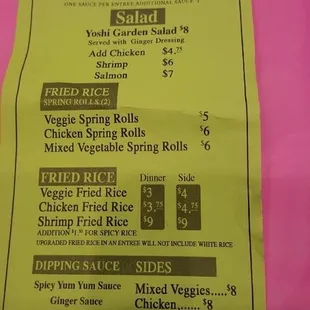 ONE SAUCE PER ENTREE, ADDITIONAL SAUCE
Salad
Yoshi Garden Salad $8
Served with Ginger Dressing
Add Chicken $4.75
Shrimp $6
Salmon $7
FRIED RICE
SPRING ROLLS (2)
Veggie Spring Rolls $5
Chicken Spring Rolls $6
Mixed Vegetable Spring Rolls $6
FRIED RICE Dinner Side
Veggie Fried Rice $3 $4
Chicken Fried Rice $3.75 $4.75
Shrimp Fried Rice $9 $9
ADDITION $1.50 FOR SPICY RICE
UPGRADED FRIED RICE IN AN ENTREE WILL NOT INCLUDE WHITE RICE
DIPPING SAUCE SIDES
Spicy Yum Yum Sauce Mixed Veggies.....$8
Ginger Sauce Chicken,......$8